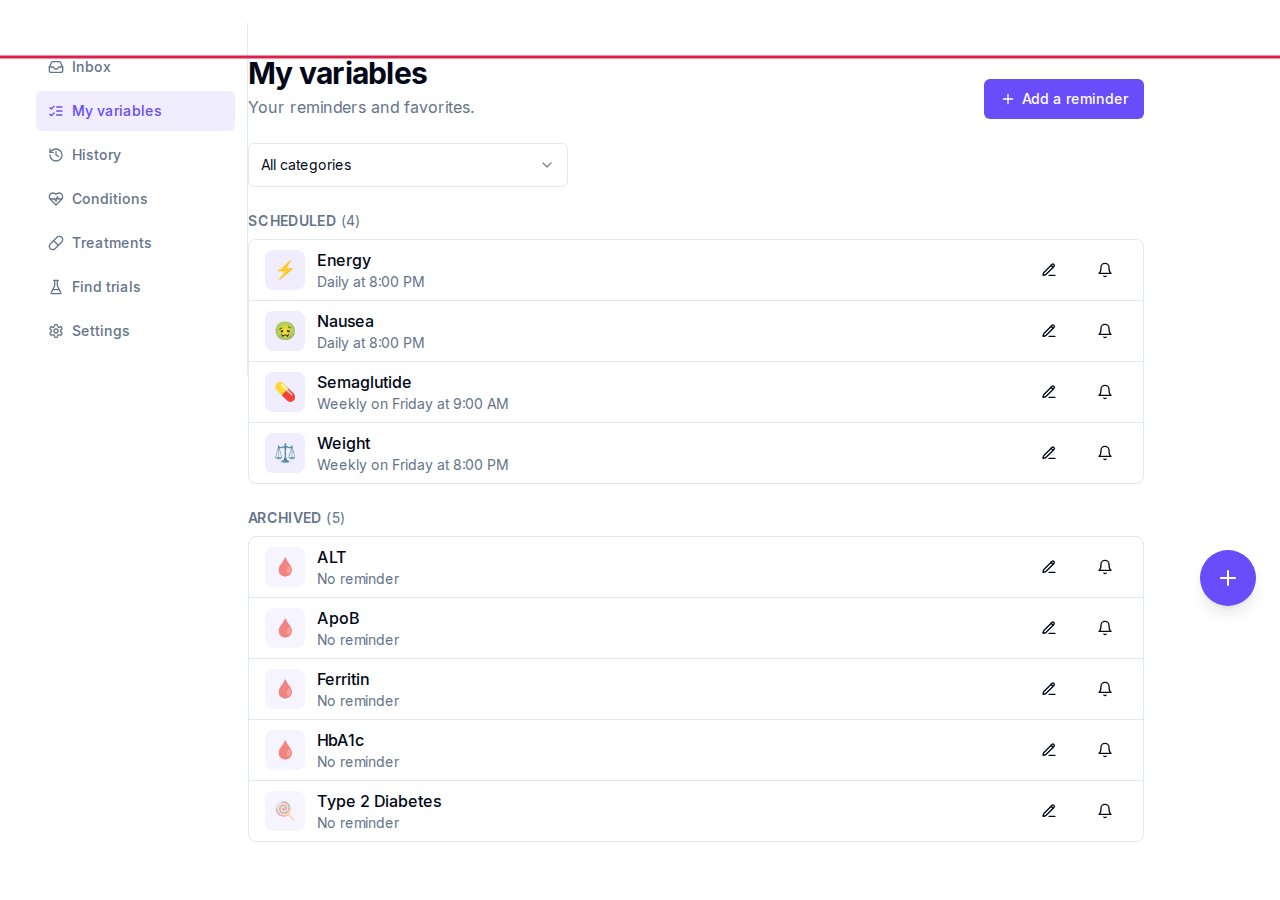 Inbox
My variables
History
Conditions
Treatments
Find trials
Settings
My variables
Your reminders and favorites.
Add a reminder
All categories
SCHEDULED (4)
Energy
Daily at 8:00 PM
Nausea
Daily at 8:00 PM
Semaglutide
Weekly on Friday at 9:00 AM
Weight
Weekly on Friday at 8:00 PM
ARCHIVED (5)
ALT
No reminder
ApoB
No reminder
Ferritin
No reminder
HbA1c
No reminder
Type 2 Diabetes
No reminder